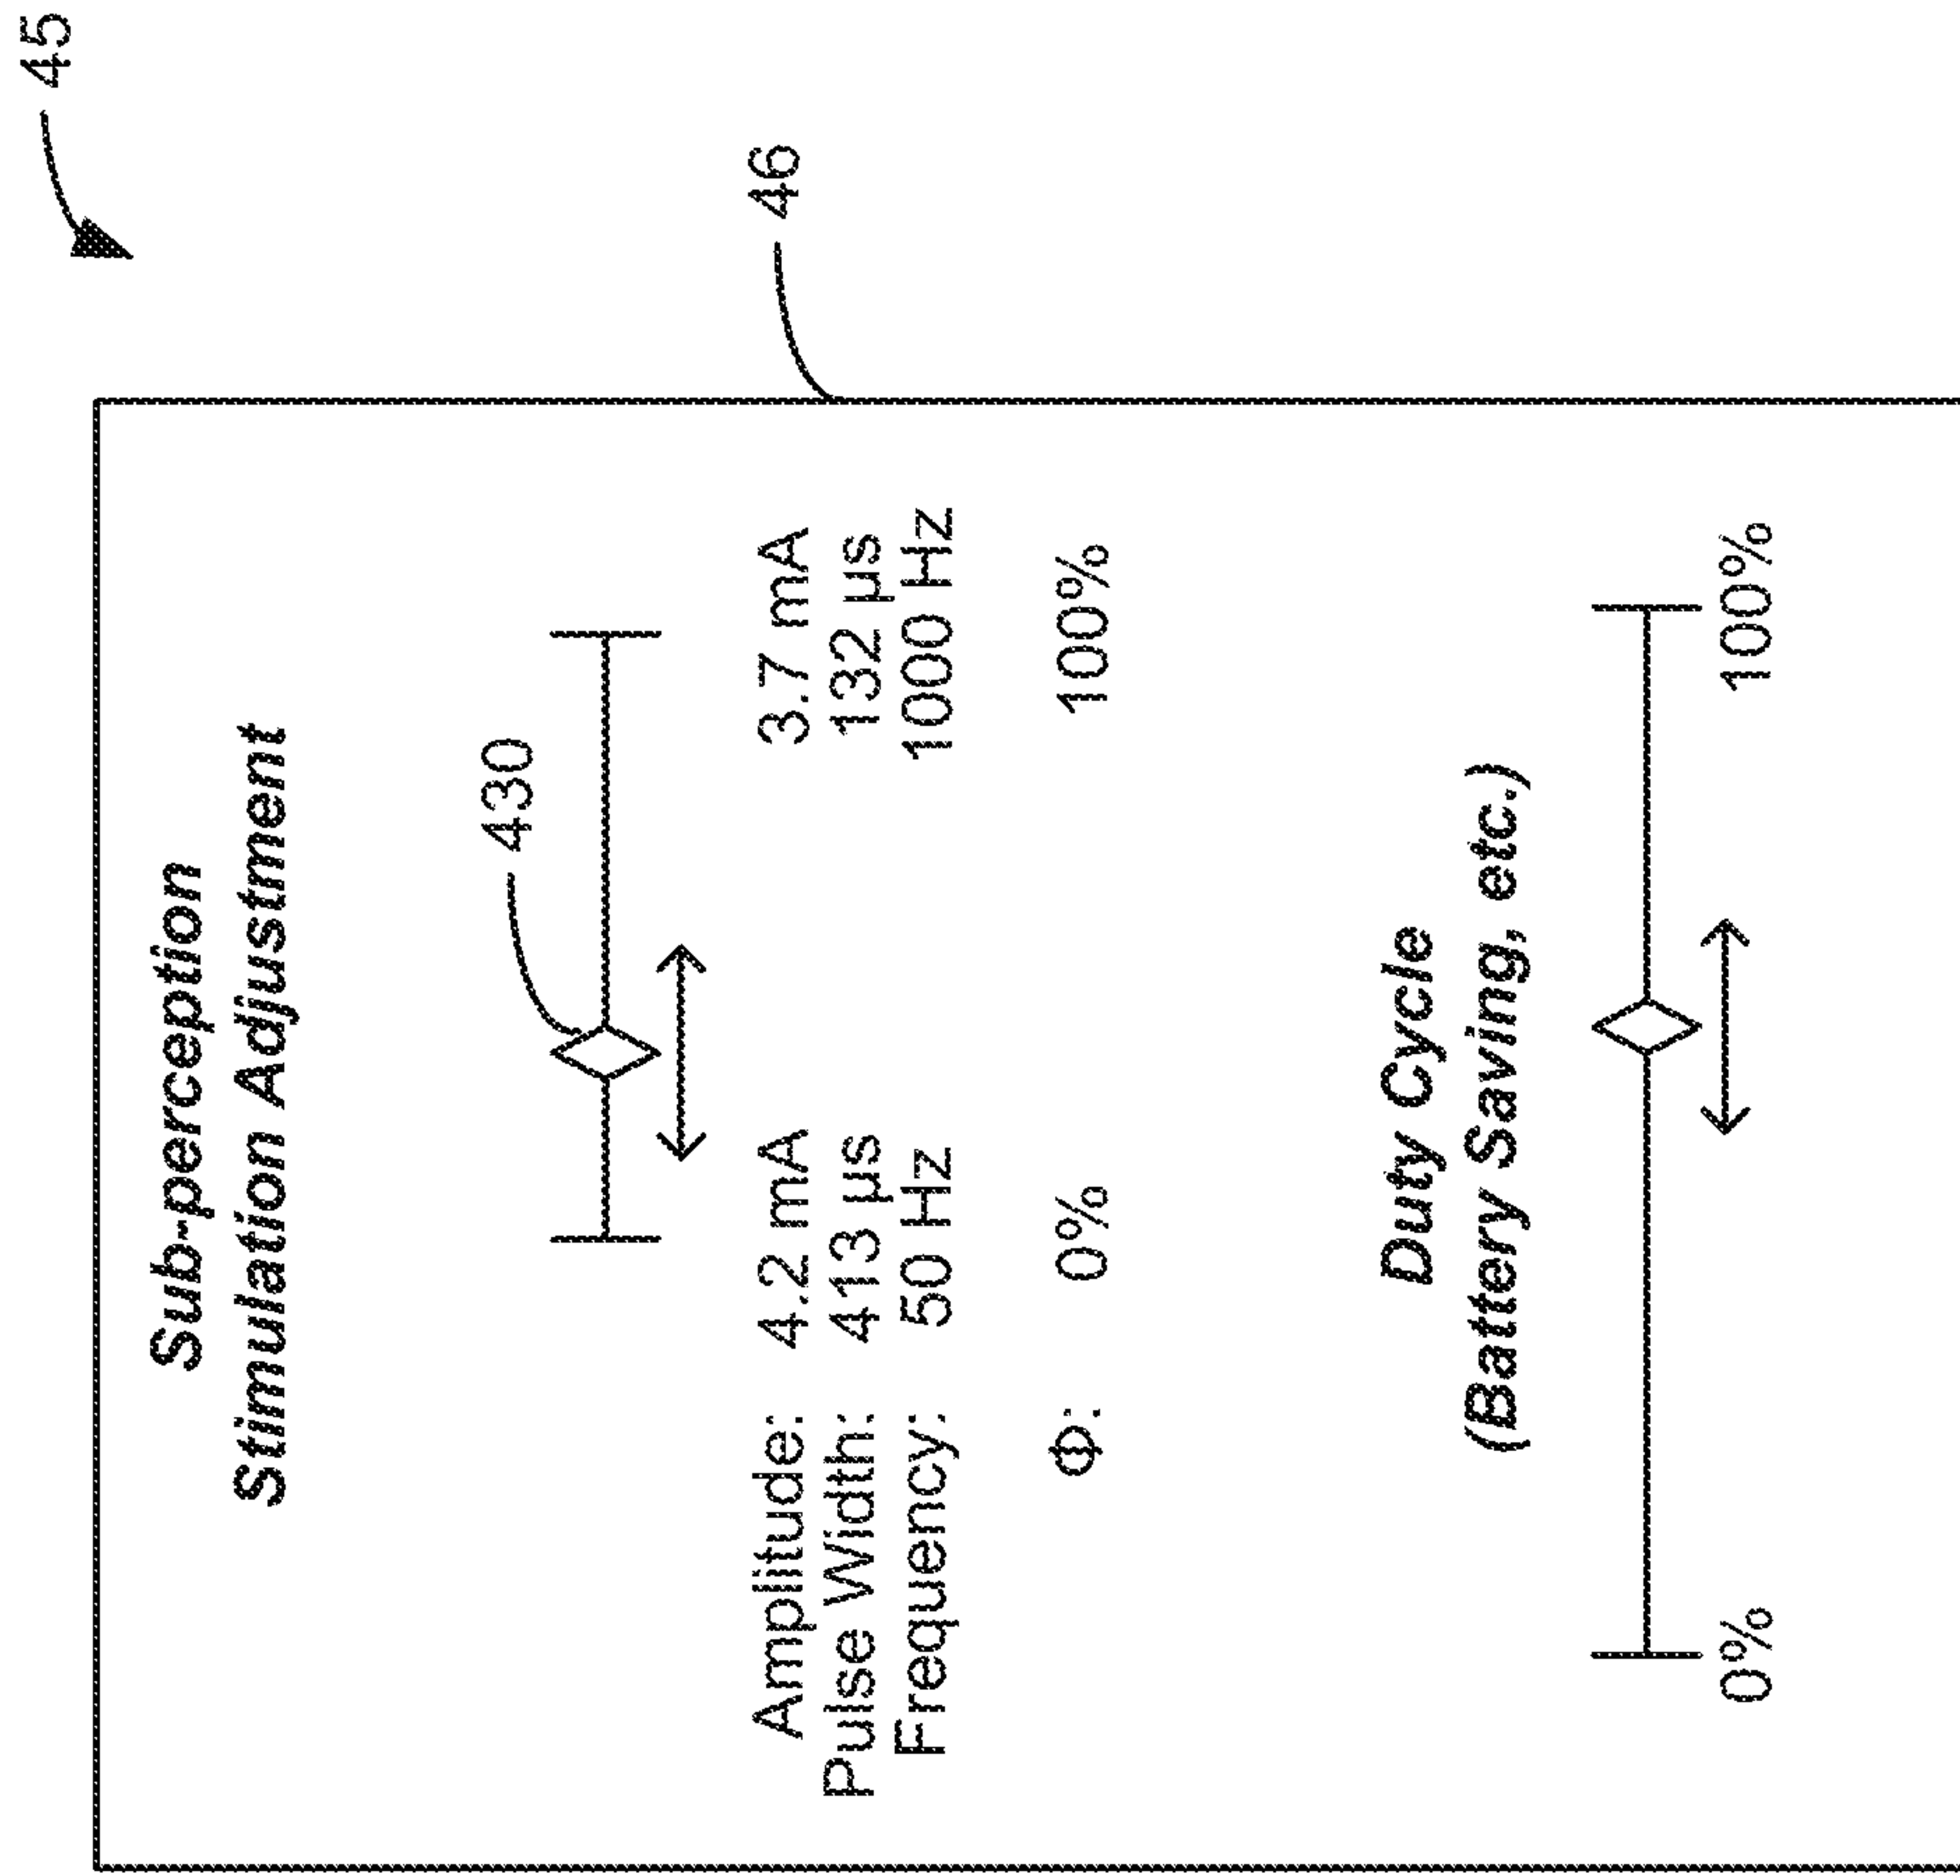 45
46
Sub-perception
Stimulation Adjustment
430
Amplitude: 4.2 mA 3.7 mA
Pulse Width: 413 µs 132 µs
Frequency: 50 Hz 1000 Hz
Φ: 0% 100%
Duty Cycle
(Battery Saving, etc.)
0% 100%